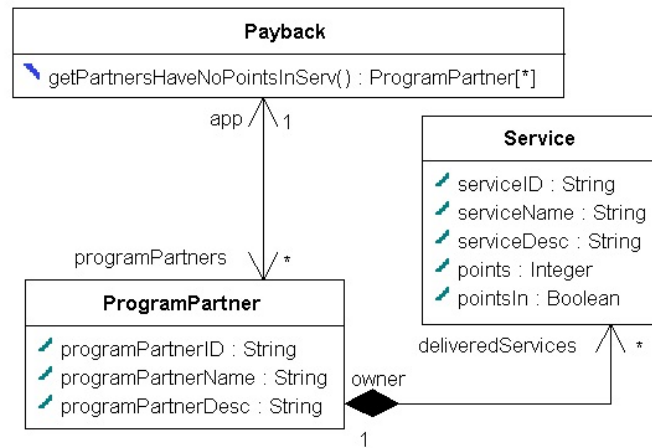 Payback
getPartnersHaveNoPointsInServ() : ProgramPartner[*]
app
1
Service
serviceID : String
serviceName : String
serviceDesc : String
points : Integer
pointsIn : Boolean
programPartners
*
ProgramPartner
programPartnerID : String
programPartnerName : String
programPartnerDesc : String
deliveredServices
*
owner
1